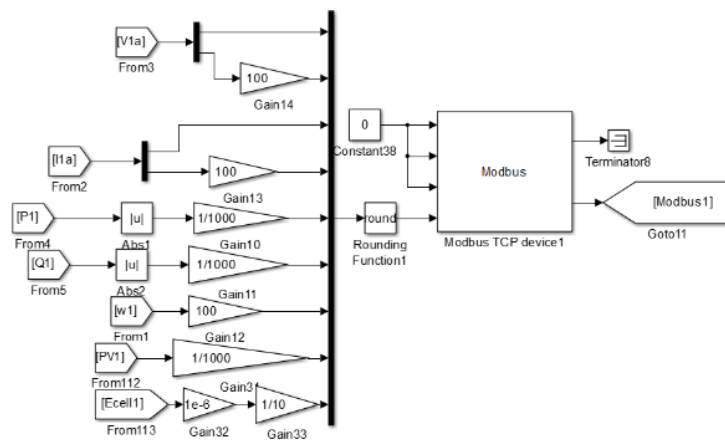 [V1a]
From3
100
Gain14
[I1a]
From2
100
Gain13
[P1]
From4
|u|
Abs1
1/1000
Gain10
[Q1]
From5
|u|
Abs2
1/1000
Gain11
[w1]
From1
100
Gain12
[PV1]
From112
1/1000
Gain31
[Ecell1]
From113
1e-6
Gain32
1/10
Gain33
0
Constant38
round
Rounding
Function1
Modbus
Modbus TCP device1
Terminator8
[Modbus1]
Goto11